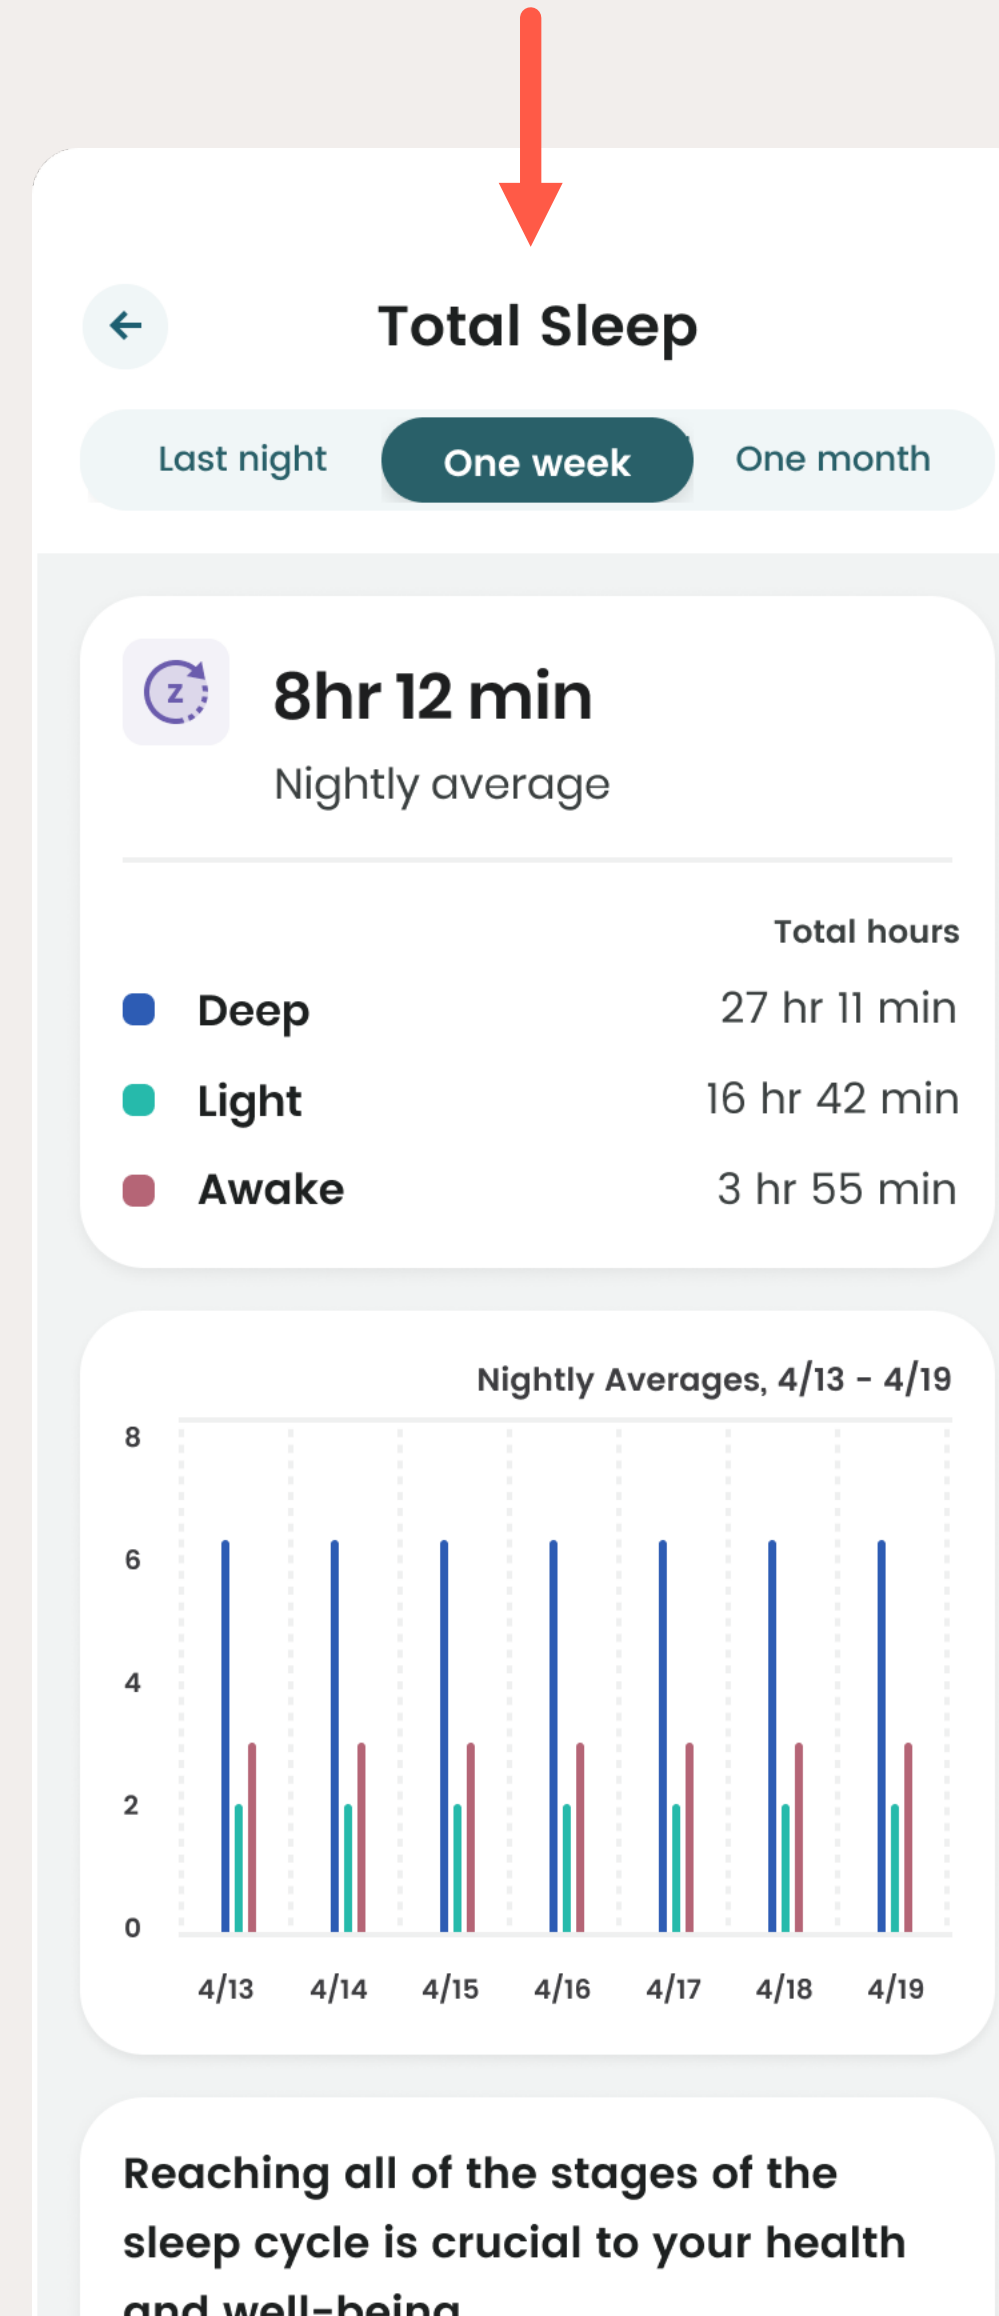 Total Sleep
Last night One week One month
z
8hr 12 min
Nightly average
Total hours
Deep 27 hr 11 min
Light 16 hr 42 min
Awake 3 hr 55 min
Nightly Averages, 4/13 - 4/19
8
6
4
2
0
4/13 4/14 4/15 4/16 4/17 4/18 4/19
Reaching all of the stages of the
sleep cycle is crucial to your health
and well-being